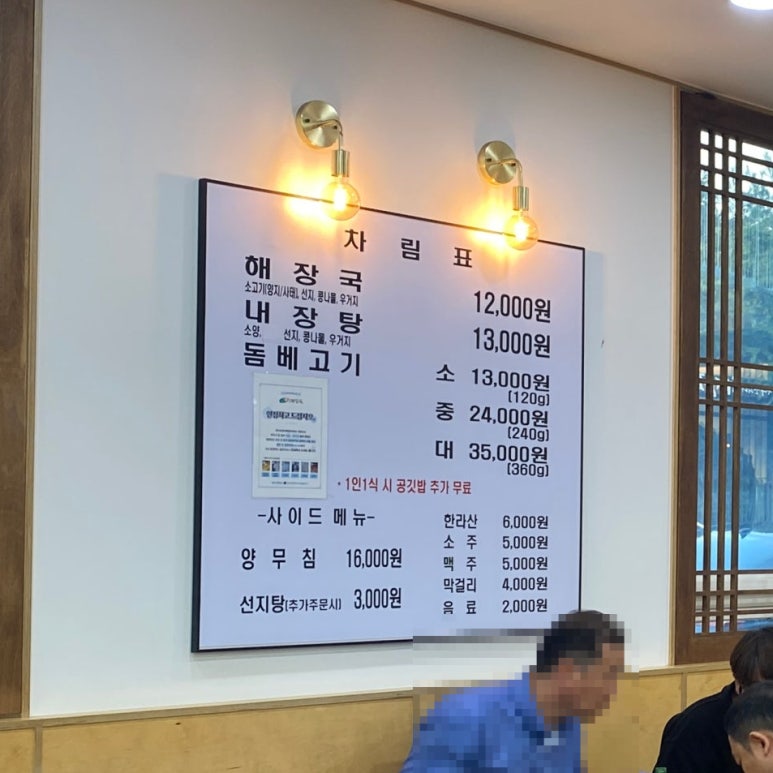 차림표
해장국 12,000원
소고기(양지/사태), 선지, 콩나물, 우거지
내장탕 13,000원
소양, 선지, 콩나물, 우거지
돔베고기 소 13,000원
(120g)
중 24,000원
(240g)
대 35,000원
(360g)
• 1인1식 시 공깃밥 추가 무료
-사이드 메뉴-
양무침 16,000원
선지탕(추가주문시) 3,000원
한라산 6,000원
소주 5,000원
맥주 5,000원
막걸리 4,000원
음료 2,000원